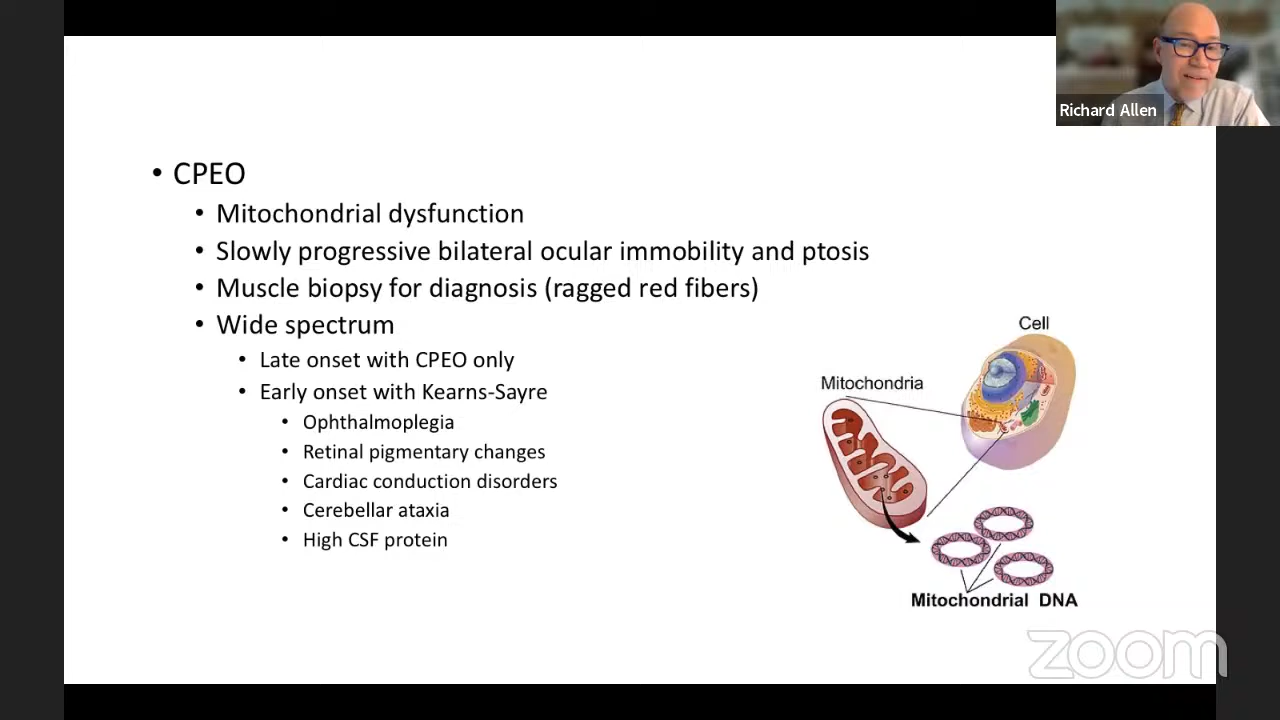 Richard Allen
• CPEO
• Mitochondrial dysfunction
• Slowly progressive bilateral ocular immobility and ptosis
• Muscle biopsy for diagnosis (ragged red fibers)
• Wide spectrum
• Late onset with CPEO only
• Early onset with Kearns-Sayre
• Ophthalmoplegia
• Retinal pigmentary changes
• Cardiac conduction disorders
• Cerebellar ataxia
• High CSF protein
Cell
Mitochondria
Mitochondrial DNA
zoom